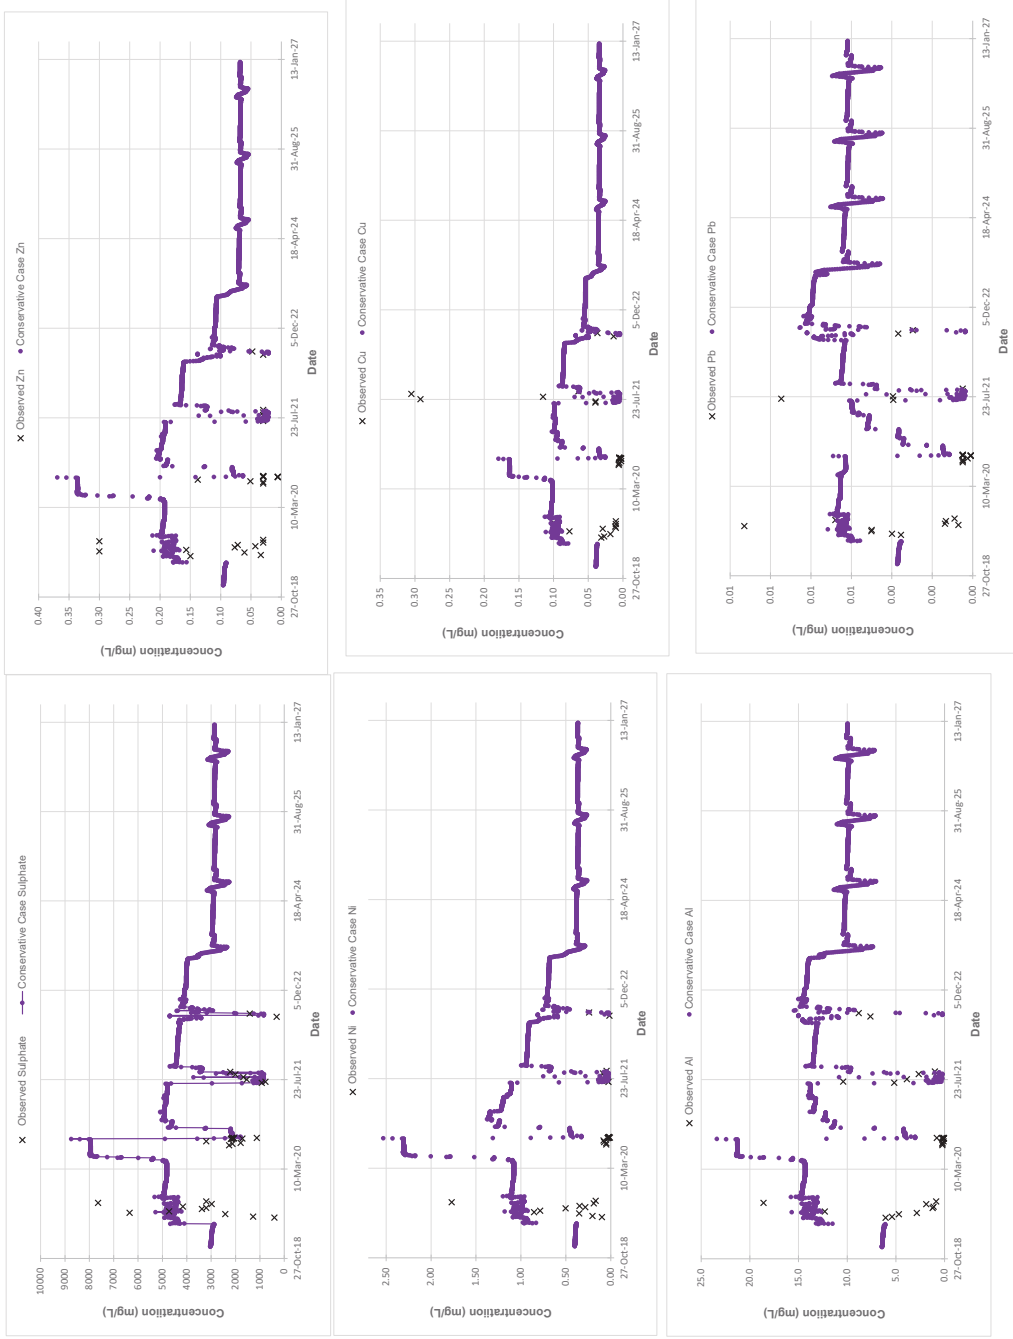 Observed Sulphate Conservative Case Sulphate
Concentratiion (mg/L)
10000
9000
8000
7000
6000
5000
4000
3000
2000
1000
0
27-Oct-18 10-Mar-20 23-Jul-21 5-Dec-22 18-Apr-24 31-Aug-25 13-Jan-27
Date
Observed Zn Conservative Case Zn
Concentratiion (mg/L)
0.40
0.35
0.30
0.25
0.20
0.15
0.10
0.05
0.00
27-Oct-18 10-Mar-20 23-Jul-21 5-Dec-22 18-Apr-24 31-Aug-25 13-Jan-27
Date
Observed Ni Conservative Case Ni
Concentratiion (mg/L)
2.50
2.00
1.50
1.00
0.50
0.00
27-Oct-18 10-Mar-20 23-Jul-21 5-Dec-22 18-Apr-24 31-Aug-25 13-Jan-27
Date
Observed Cu Conservative Case Cu
Concentratiion (mg/L)
0.35
0.30
0.25
0.20
0.15
0.10
0.05
0.00
27-Oct-18 10-Mar-20 23-Jul-21 5-Dec-22 18-Apr-24 31-Aug-25 13-Jan-27
Date
Observed Al Conservative Case Al
Concentratiion (mg/L)
25.0
20.0
15.0
10.0
5.0
0.0
27-Oct-18 10-Mar-20 23-Jul-21 5-Dec-22 18-Apr-24 31-Aug-25 13-Jan-27
Date
Observed Pb Conservative Case Pb
Concentratiion (mg/L)
0.01
0.01
0.01
0.01
0.00
0.00
0.00
27-Oct-18 10-Mar-20 23-Jul-21 5-Dec-22 18-Apr-24 31-Aug-25 13-Jan-27
Date